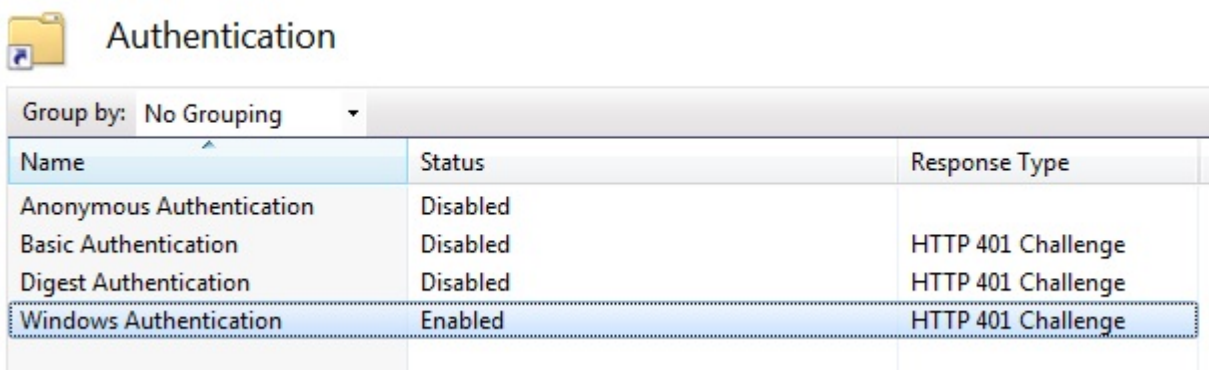 Authentication
Group by: No Grouping
Name Status Response Type
Anonymous Authentication Disabled
Basic Authentication Disabled HTTP 401 Challenge
Digest Authentication Disabled HTTP 401 Challenge
Windows Authentication Enabled HTTP 401 Challenge